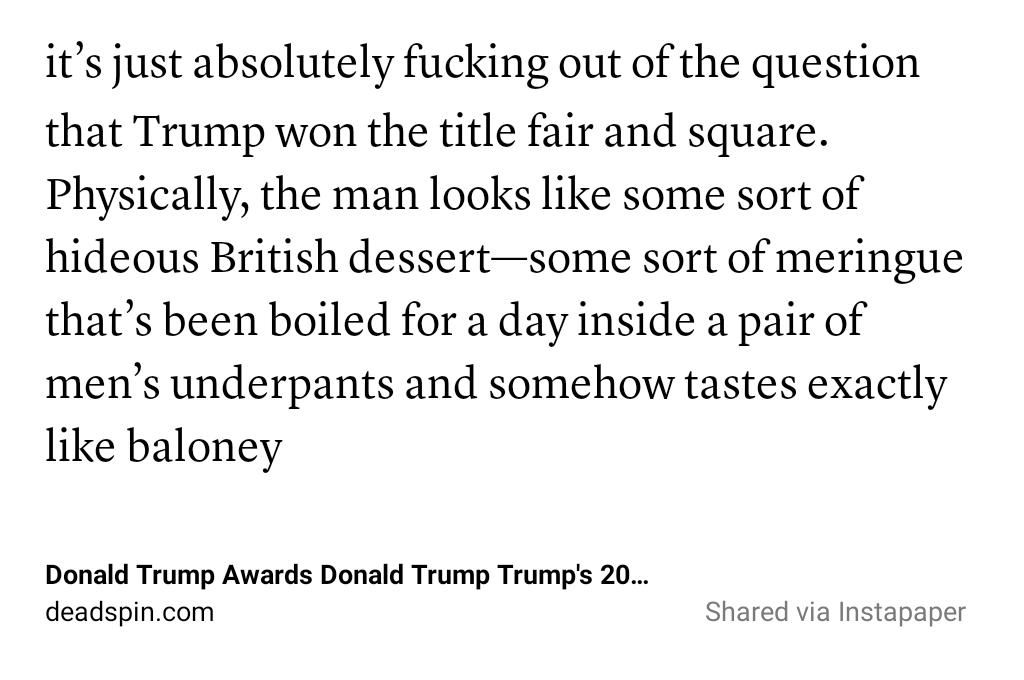 it’s just absolutely fucking out of the question
that Trump won the title fair and square.
Physically, the man looks like some sort of
hideous British dessert—some sort of meringue
that’s been boiled for a day inside a pair of
men’s underpants and somehow tastes exactly
like baloney
Donald Trump Awards Donald Trump Trump's 20…
deadspin.com
Shared via Instapaper